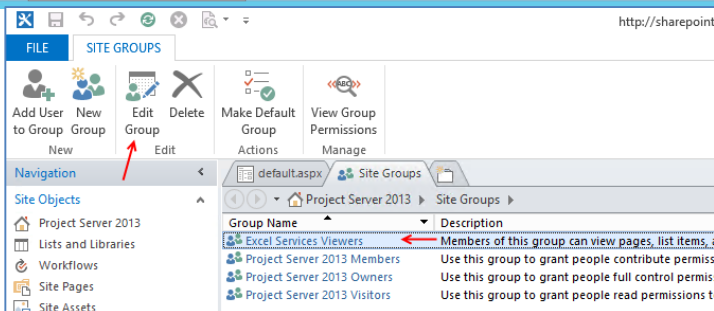 http://sharepoint
FILE SITE GROUPS
Add User to Group
New Group
Edit Group
Delete
Make Default Group
View Group Permissions
New Edit Actions Manage
Navigation
default.aspx Site Groups
Site Objects
Project Server 2013 Site Groups
Project Server 2013
Lists and Libraries
Workflows
Site Pages
Site Assets
Group Name Description
Excel Services Viewers Members of this group can view pages, list items,
Project Server 2013 Members Use this group to grant people contribute permiss
Project Server 2013 Owners Use this group to grant people full control permis
Project Server 2013 Visitors Use this group to grant people read permissions t